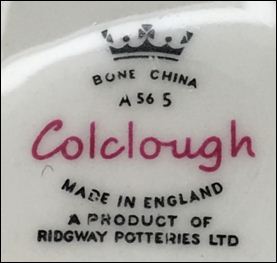 BONE CHINA
A 56 5
Colclough
MADE IN ENGLAND
A PRODUCT OF
RIDGWAY POTTERIES LTD